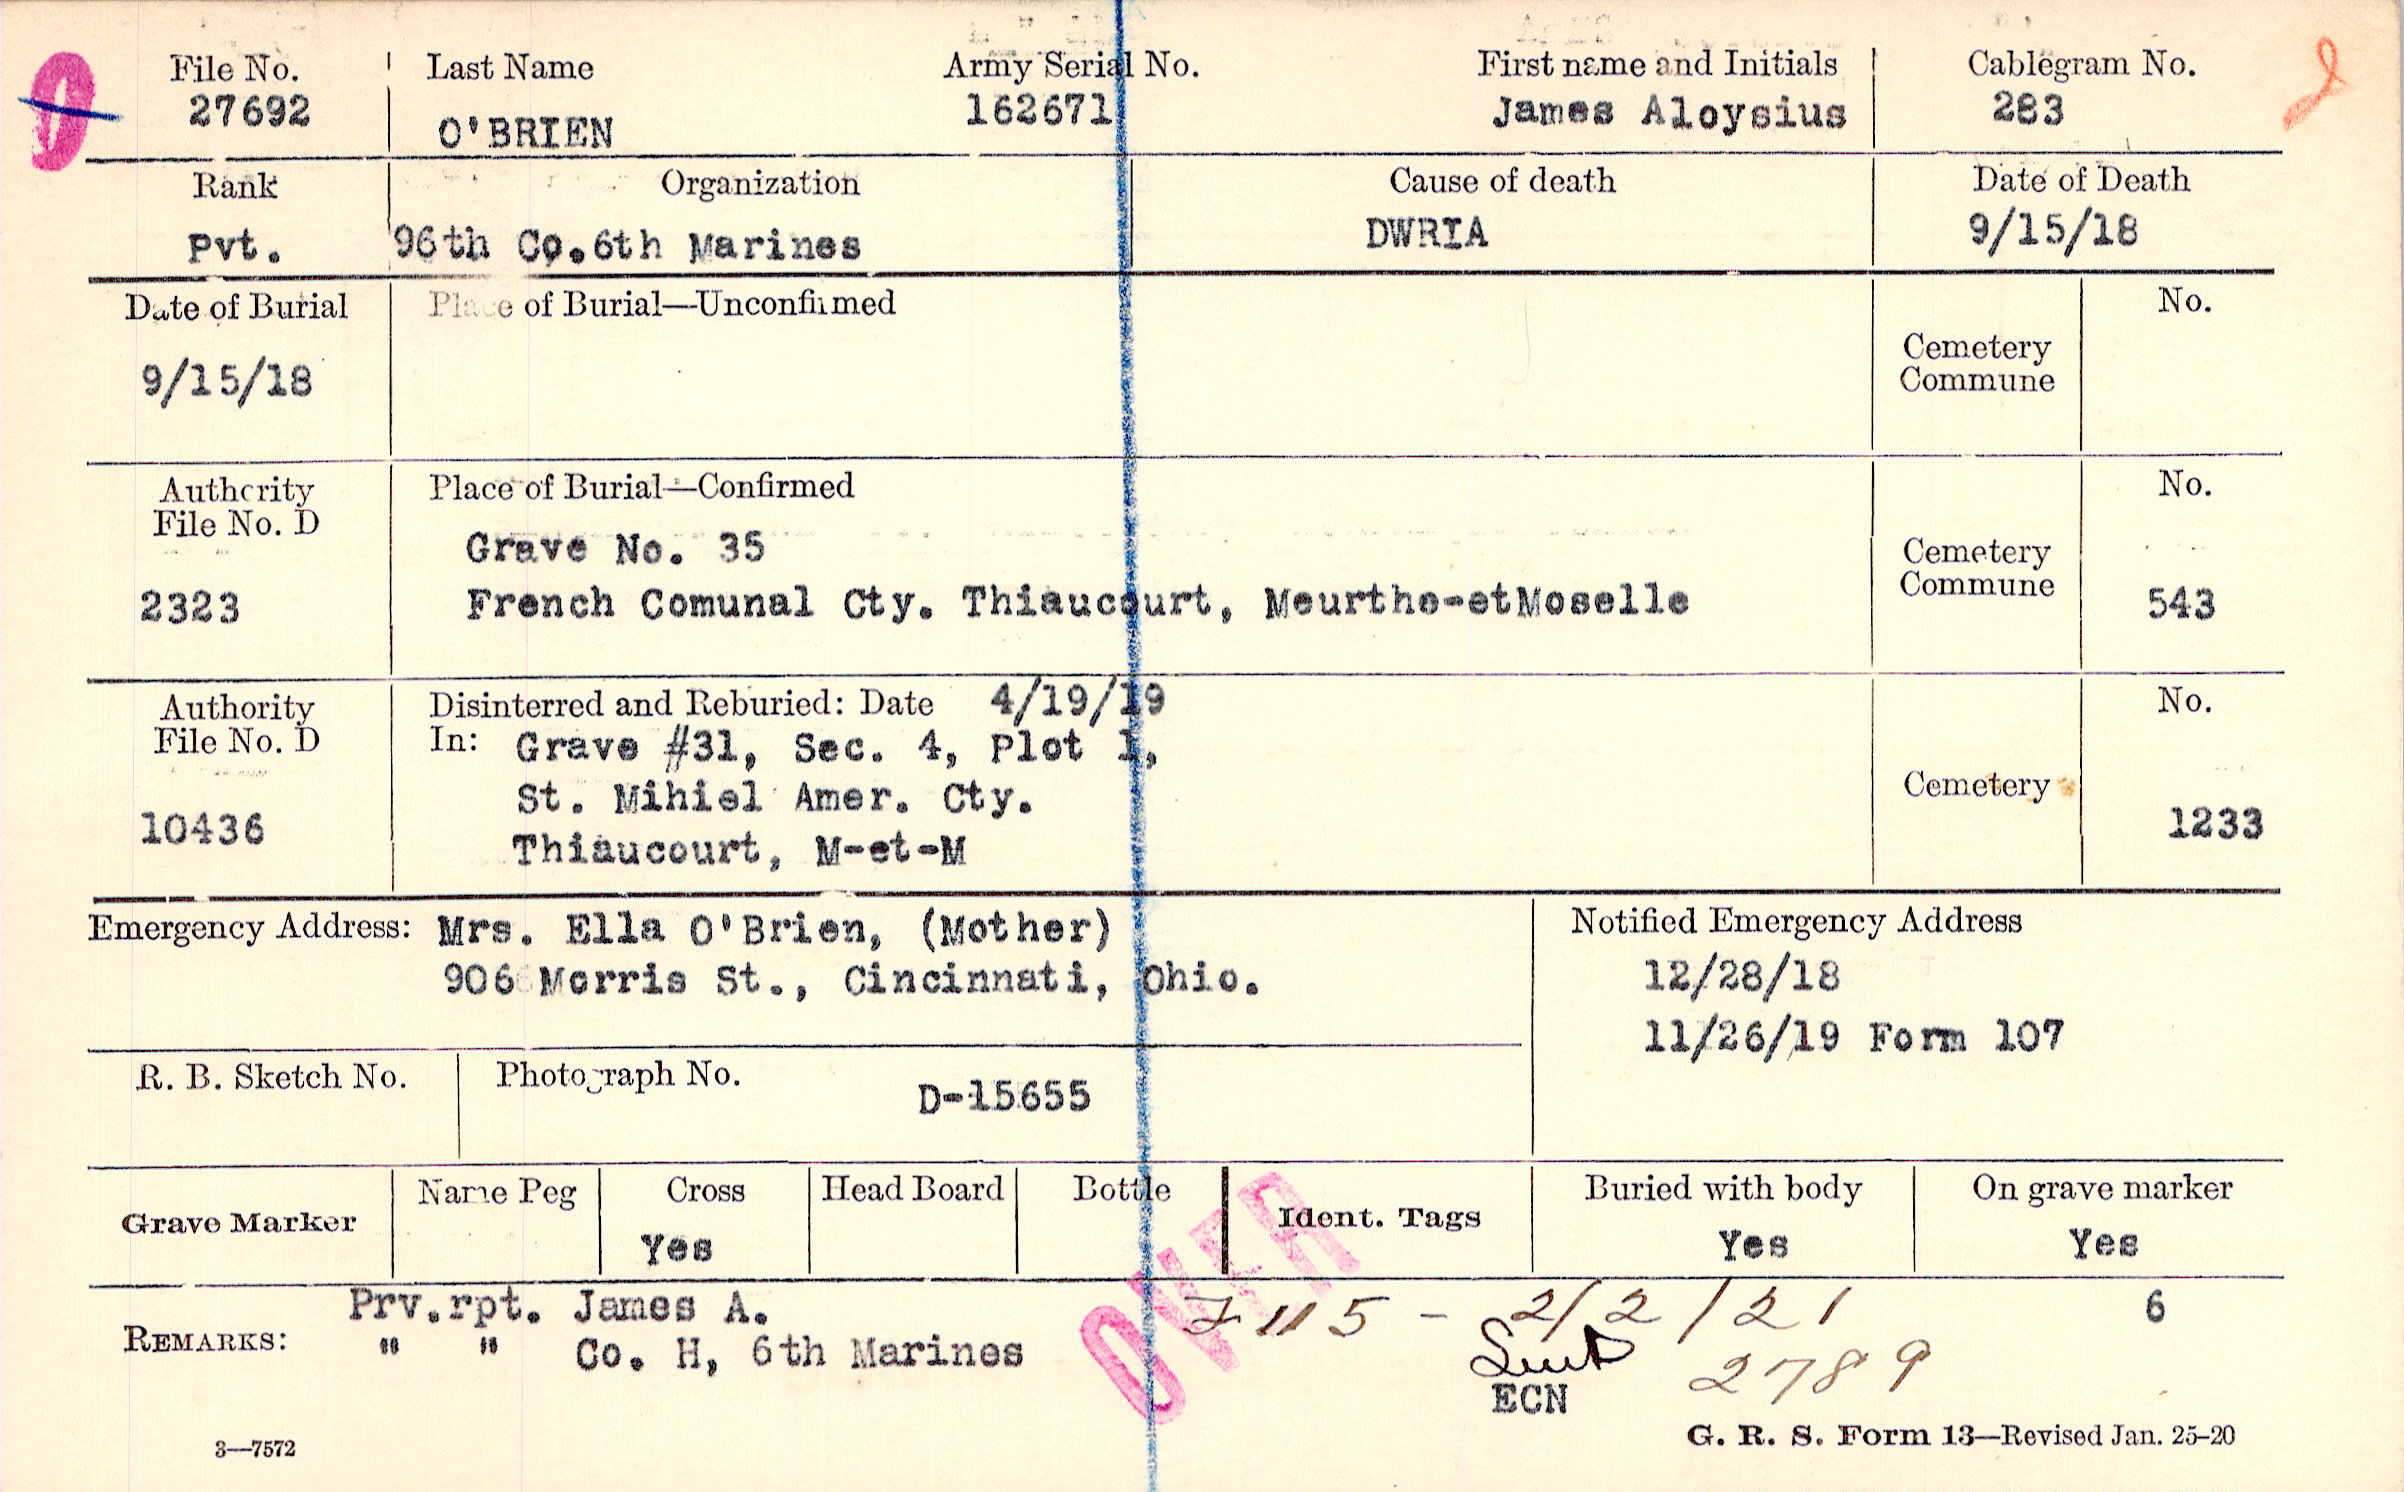 File No. Last Name Army Serial No. First name and Initials Cablegram No.
27692 O'BRIEN 162671 James Aloysius 283
Rank Organization Cause of death Date of Death
Pvt. 96th Co.6th Marines DWRIA 9/15/18
Date of Burial Place of Burial—Unconfirmed No.
9/15/18 Cemetery
Commune
Authority Place of Burial—Confirmed No.
File No. D
Grave No. 35 Cemetery
2323 French Comunal Cty. Thiaucourt, Meurthe-etMoselle Commune 543
Authority Disinterred and Reburied: Date 4/19/19 No.
File No. D In: Grave #31, Sec. 4, Plot 1,
St. Mihiel Amer. Cty. Cemetery
10436 Thiaucourt, M-et-M 1233
Emergency Address: Mrs. Ella O'Brien, (Mother) Notified Emergency Address
906 Morris St., Cincinnati, Ohio. 12/28/18
11/26/19 Form 107
R. B. Sketch No. Photograph No. D-15655
Grave Marker Name Peg Cross Head Board Bottle Ident. Tags Buried with body On grave marker
Yes Yes Yes
OVER
Prv.rpt. James A. 2/2/21 6
REMARKS: " " Co. H, 6th Marines 2789
ECN
3—7572 G. R. S. Form 13—Revised Jan. 25-20